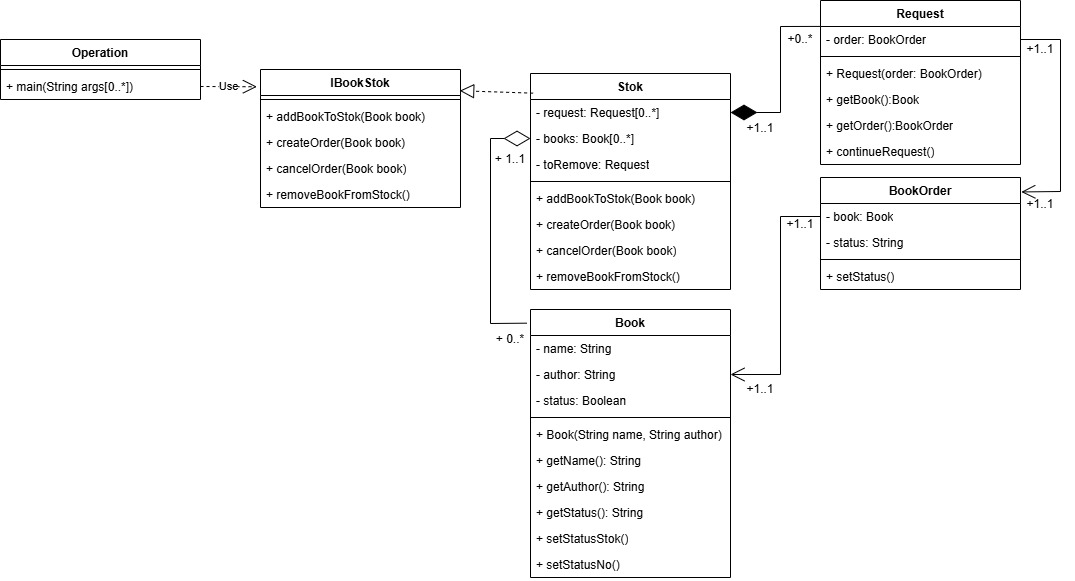 Operation
+ main(String args[0..*])
Use
IBookStok
+ addBookToStok(Book book)
+ createOrder(Book book)
+ cancelOrder(Book book)
+ removeBookFromStock()
Stok
- request: Request[0..*]
- books: Book[0..*]
- toRemove: Request
+ addBookToStok(Book book)
+ createOrder(Book book)
+ cancelOrder(Book book)
+ removeBookFromStock()
+ 1..1
+ 0..*
+1..1
+0..*
Request
- order: BookOrder
+ Request(order: BookOrder)
+ getBook():Book
+ getOrder():BookOrder
+ continueRequest()
+1..1
+1..1
BookOrder
- book: Book
- status: String
+ setStatus()
+1..1
+1..1
Book
- name: String
- author: String
- status: Boolean
+ Book(String name, String author)
+ getName(): String
+ getAuthor(): String
+ getStatus(): String
+ setStatusStok()
+ setStatusNo()